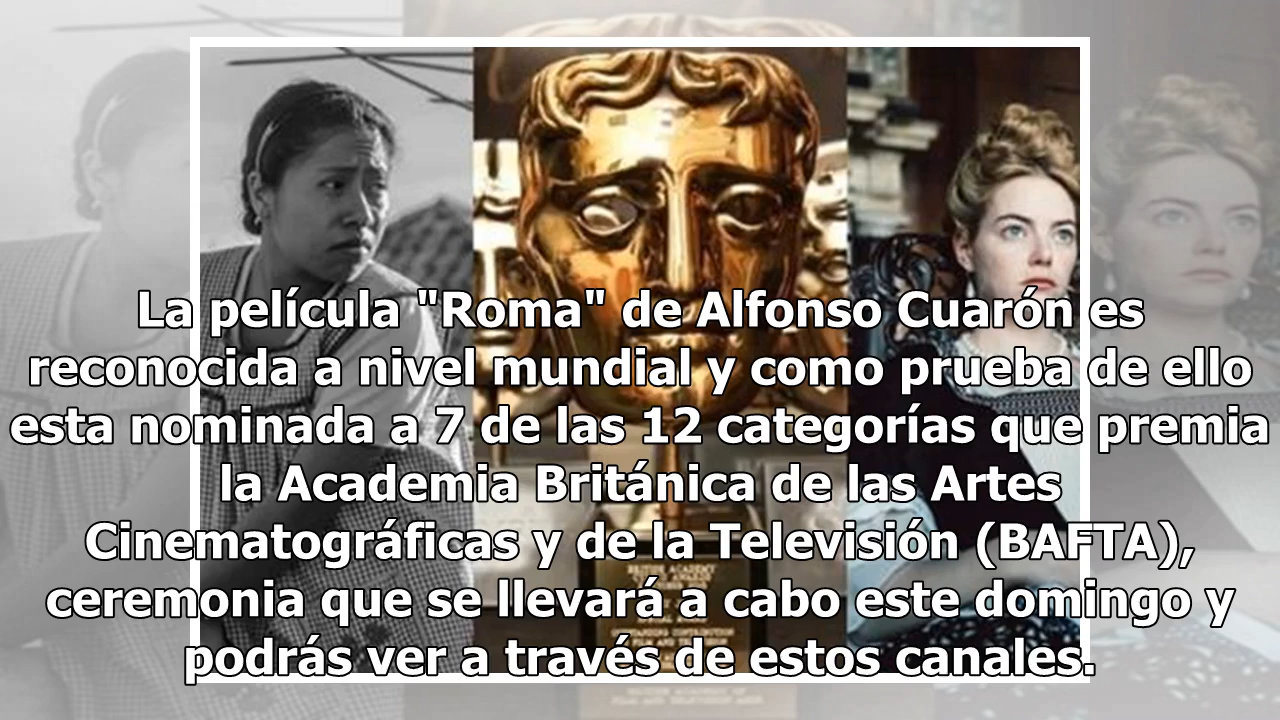 La película "Roma" de Alfonso Cuarón es
reconocida a nivel mundial y como prueba de ello
esta nominada a 7 de las 12 categorías que premia
la Academia Británica de las Artes
Cinematográficas y de la Televisión (BAFTA),
ceremonia que se llevará a cabo este domingo y
podrás ver a través de estos canales.